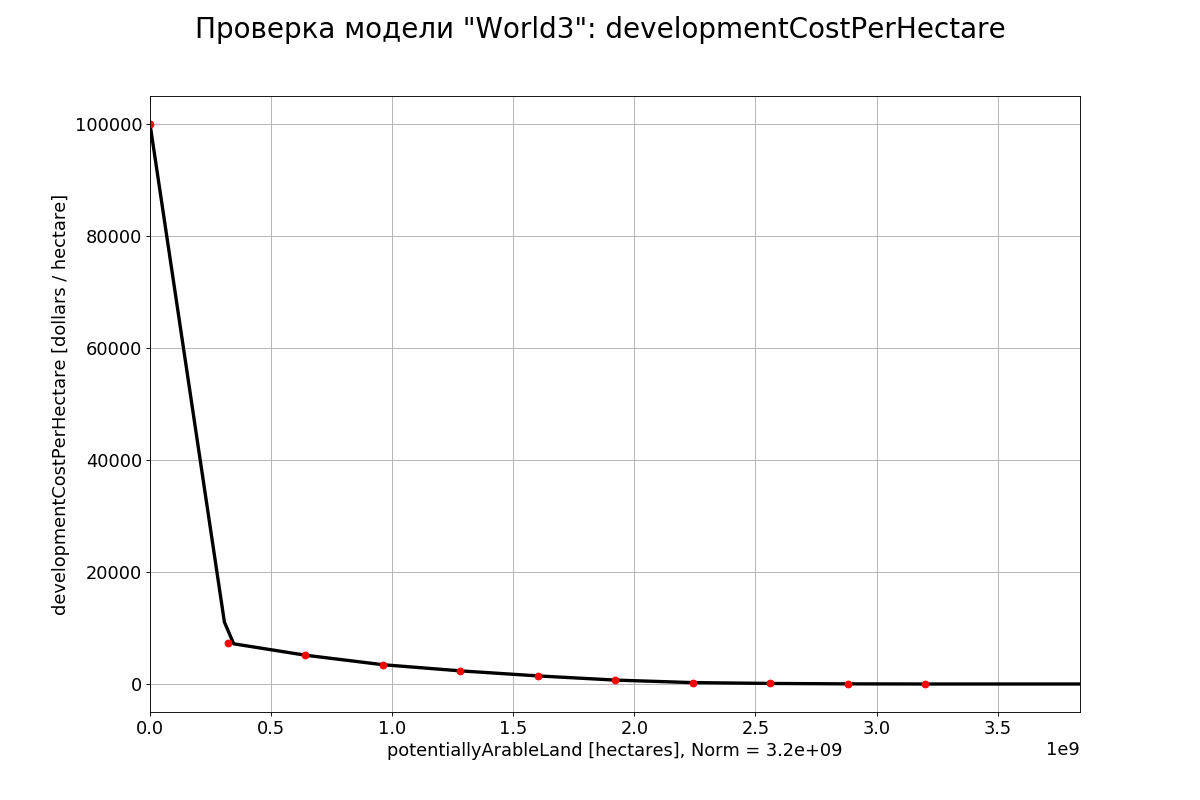 Проверка модели "World3": developmentCostPerHectare
developmentCostPerHectare [dollars / hectare]
100000
80000
60000
40000
20000
0
0.0 0.5 1.0 1.5 2.0 2.5 3.0 3.5
1e9
potentiallyArableLand [hectares], Norm = 3.2e+09